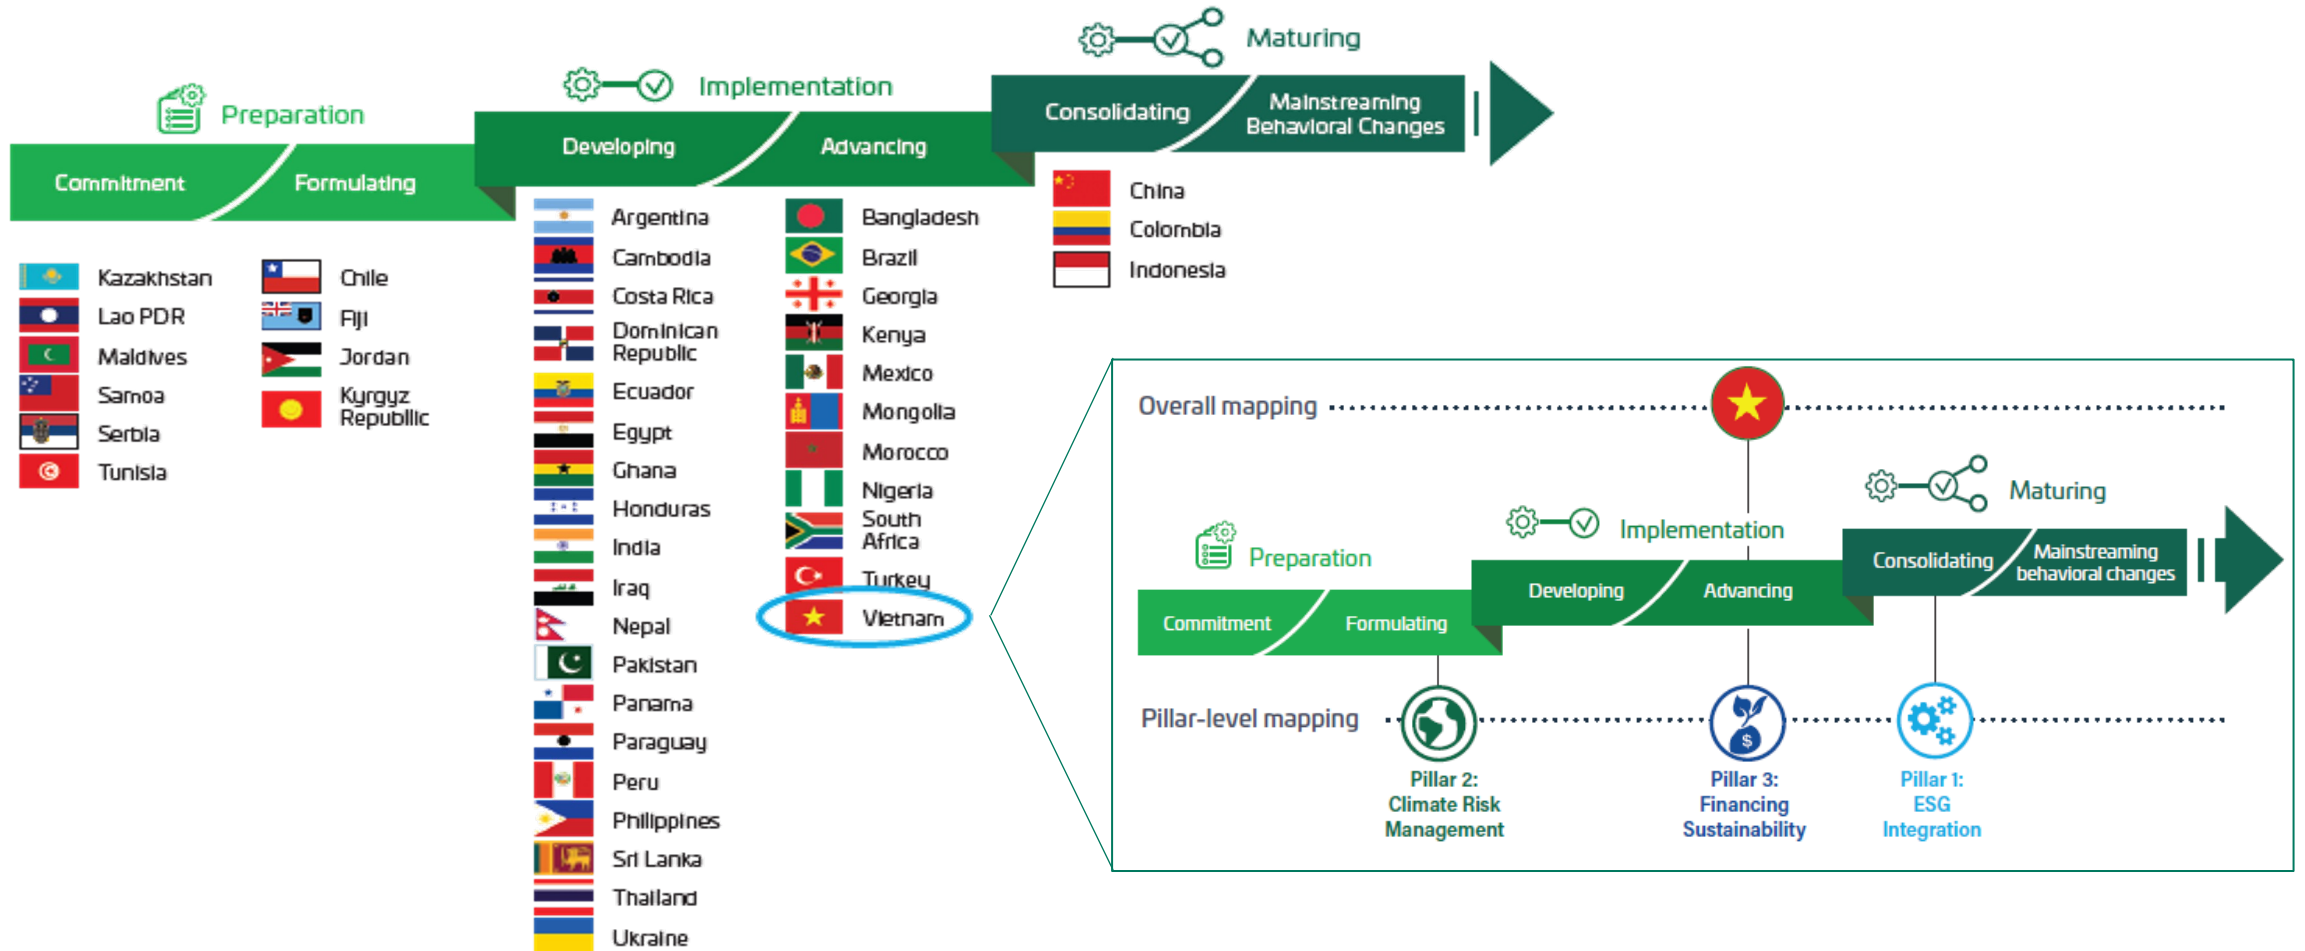 Preparation
Commitment
Formulating
Implementation
Developing
Advancing
Maturing
Consolidating
Mainstreaming
Behavioral Changes
Kazakhstan
Lao PDR
Maldives
Samoa
Serbia
Tunisia
Chile
Fiji
Jordan
Kyrgyz
Republlic
Argentina
Cambodia
Costa Rica
Dominican
Republic
Ecuador
Egypt
Ghana
Honduras
India
Iraq
Nepal
Pakistan
Panama
Paraguay
Peru
Philippines
Sri Lanka
Thailand
Ukraine
Bangladesh
Brazil
Georgia
Kenya
Mexico
Mongolia
Morocco
Nigeria
South
Africa
Turkey
Vietnam
China
Colombia
Indonesia
Overall mapping
Preparation
Commitment
Formulating
Implementation
Developing
Advancing
Maturing
Consolidating
Mainstreaming
behavioral changes
Pillar-level mapping
$
Pillar 2:
Climate Risk
Management
Pillar 3:
Financing
Sustainability
Pillar 1:
ESG
Integration